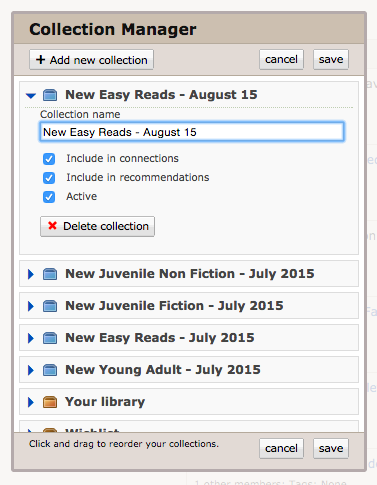 Collection Manager
+ Add new collection cancel save
New Easy Reads - August 15
Collection name
New Easy Reads - August 15
Include in connections
Include in recommendations
Active
Delete collection
New Juvenile Non Fiction - July 2015
New Juvenile Fiction - July 2015
New Easy Reads - July 2015
New Young Adult - July 2015
Your library
Wishlist
Click and drag to reorder your collections. cancel save
1 other members: Tags: None